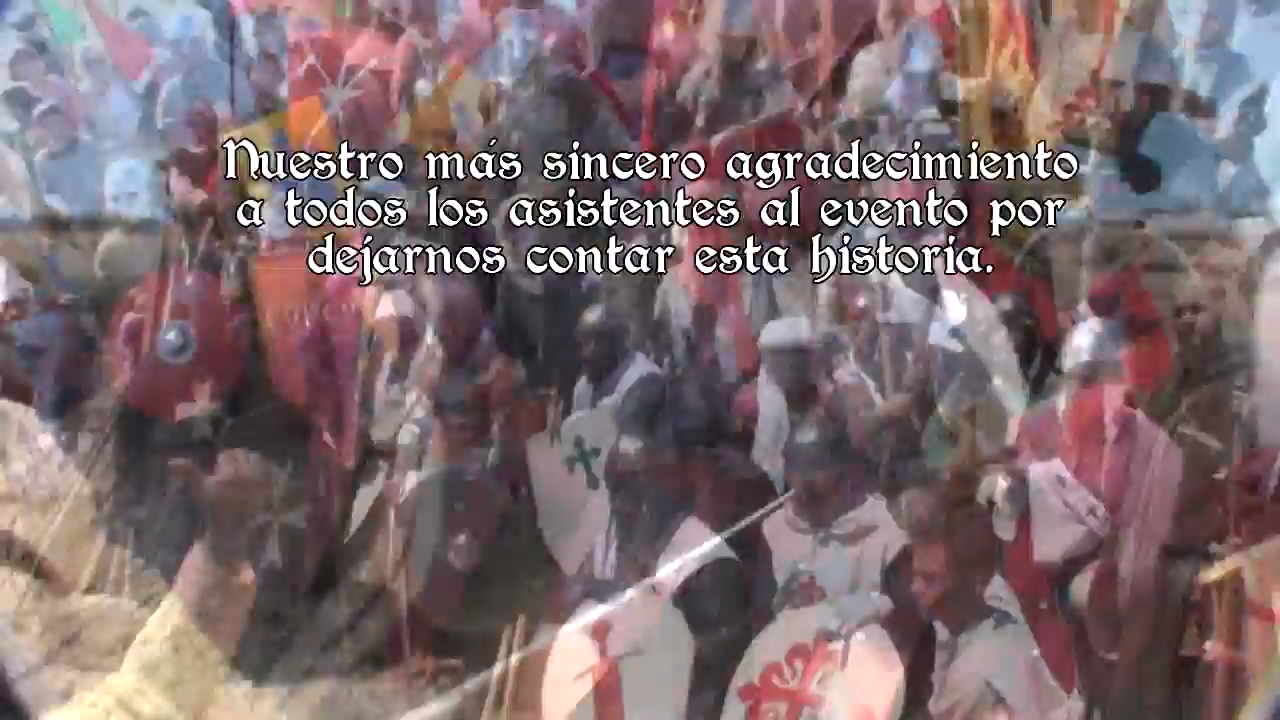 Nuestro más sincero agradecimiento
a todos los asistentes al evento por
dejarnos contar esta historia.